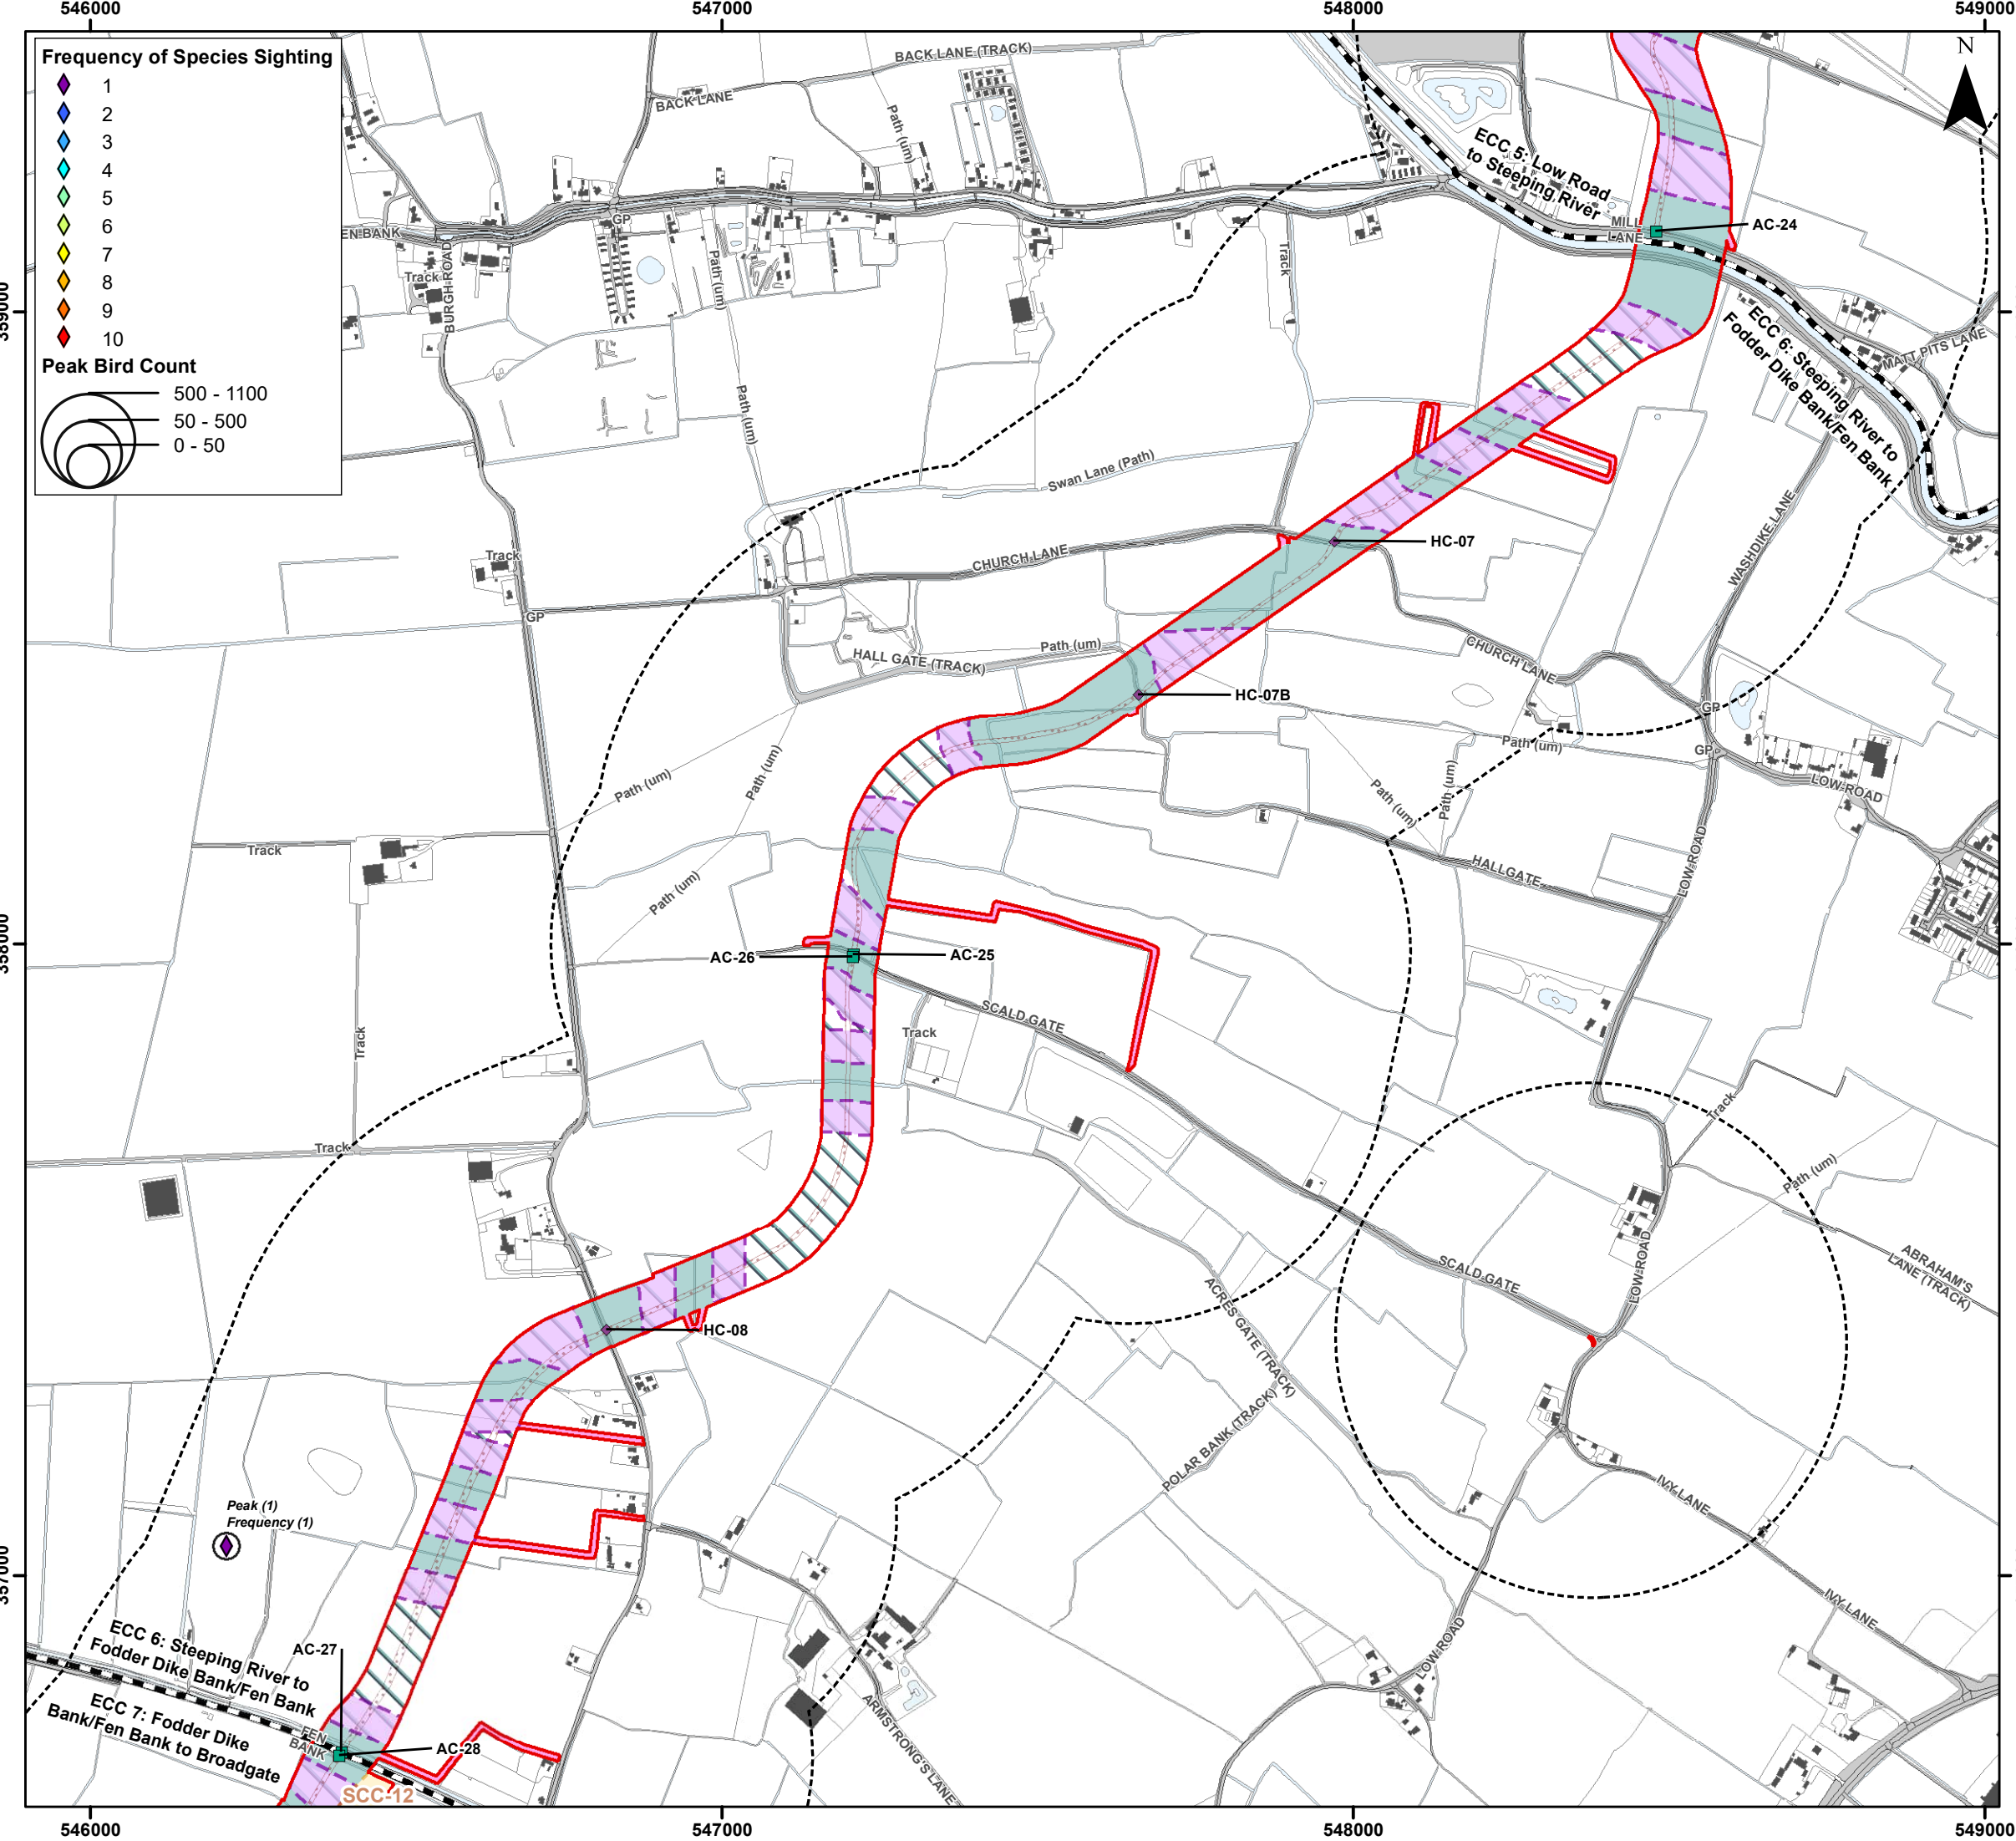 546000
547000
548000
549000
Frequency of Species Sighting
1
2
3
4
5
6
7
8
9
10
Peak Bird Count
500 - 1100
50 - 500
0 - 50
N
BACK LANE (TRACK)
BACK LANE
Path (um)
ECC 5: Low Road
to Steeping River
MILL
LANE
AC-24
GP
EN BANK
Track
BURGH ROAD
Path (um)
Track
359000
ECC 6: Steeping River to
Fodder Dike Bank/Fen Bank
MATT PITS LANE
Path (um)
Swan Lane (Path)
WASHDIKE LANE
Track
CHURCH LANE
HC-07
GP
HALL GATE (TRACK)
Path (um)
CHURCH LANE
HC-07B
GP
Path (um)
GP
Path (um)
Path (um)
Path (um)
Path (um)
LOW ROAD
Track
HALLGATE
LOW ROAD
Path (um)
358000
AC-26
AC-25
SCALD GATE
Track
Track
Track
Track
Path (um)
SCALD GATE
LOW ROAD
ABRAHAM'S
LANE (TRACK)
ACRES GATE (TRACK)
HC-08
POLAR BANK (TRACK)
IVY LANE
Peak (1)
Frequency (1)
357000
IVY LANE
ECC 6: Steeping River to
Fodder Dike Bank/Fen Bank
AC-27
LOW ROAD
ECC 7: Fodder Dike
Bank/Fen Bank to Broadgate
FEN
BANK
AC-28
ARMSTRONG'S LANE
SCC-12
546000
547000
548000
549000